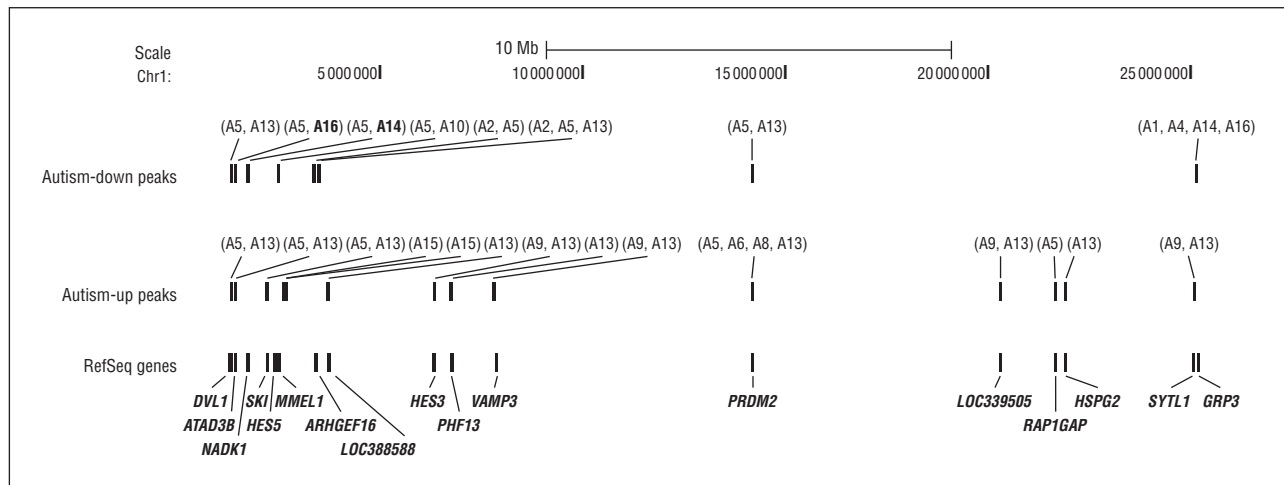 Scale 10 Mb
Chr1: 5 000 000 10 000 000 15 000 000 20 000 000 25 000 000
(A5, A13) (A5, A16) (A5, A14) (A5, A10) (A2, A5) (A2, A5, A13) (A5, A13) (A1, A4, A14, A16)
Autism-down peaks
(A5, A13) (A5, A13) (A5, A13) (A15) (A15) (A13) (A9, A13) (A13) (A9, A13) (A5, A6, A8, A13) (A9, A13) (A5) (A13) (A9, A13)
Autism-up peaks
RefSeq genes
DVL1 SKI MMEL1 HES3 VAMP3 PRDM2 LOC339505 HSPG2 SYTL1 GRP3
ATAD3B HES5 ARHGEF16 PHF13 RAP1GAP
NADK1 LOC388588